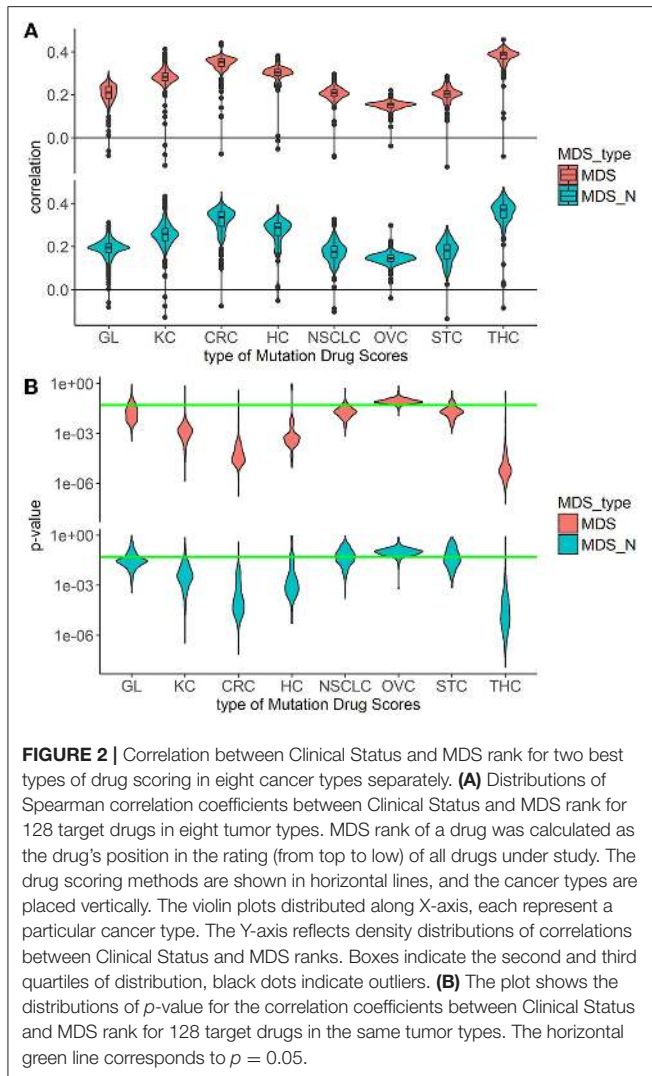 A
0.4
0.2
0.0
0.4
0.2
0.0
correlation
MDS_type
MDS
MDS_N
GL KC CRC HC NSCLC OVC STC THC
type of Mutation Drug Scores
B
1e+00
1e-03
1e-06
1e+00
1e-03
1e-06
p-value
MDS_type
MDS
MDS_N
GL KC CRC HC NSCLC OVC STC THC
type of Mutation Drug Scores
FIGURE 2 | Correlation between Clinical Status and MDS rank for two best
types of drug scoring in eight cancer types separately. (A) Distributions of
Spearman correlation coefficients between Clinical Status and MDS rank for
128 target drugs in eight tumor types. MDS rank of a drug was calculated as
the drug's position in the rating (from top to low) of all drugs under study. The
drug scoring methods are shown in horizontal lines, and the cancer types are
placed vertically. The violin plots distributed along X-axis, each represent a
particular cancer type. The Y-axis reflects density distributions of correlations
between Clinical Status and MDS ranks. Boxes indicate the second and third
quartiles of distribution, black dots indicate outliers. (B) The plot shows the
distributions of p-value for the correlation coefficients between Clinical Status
and MDS rank for 128 target drugs in the same tumor types. The horizontal
green line corresponds to p = 0.05.